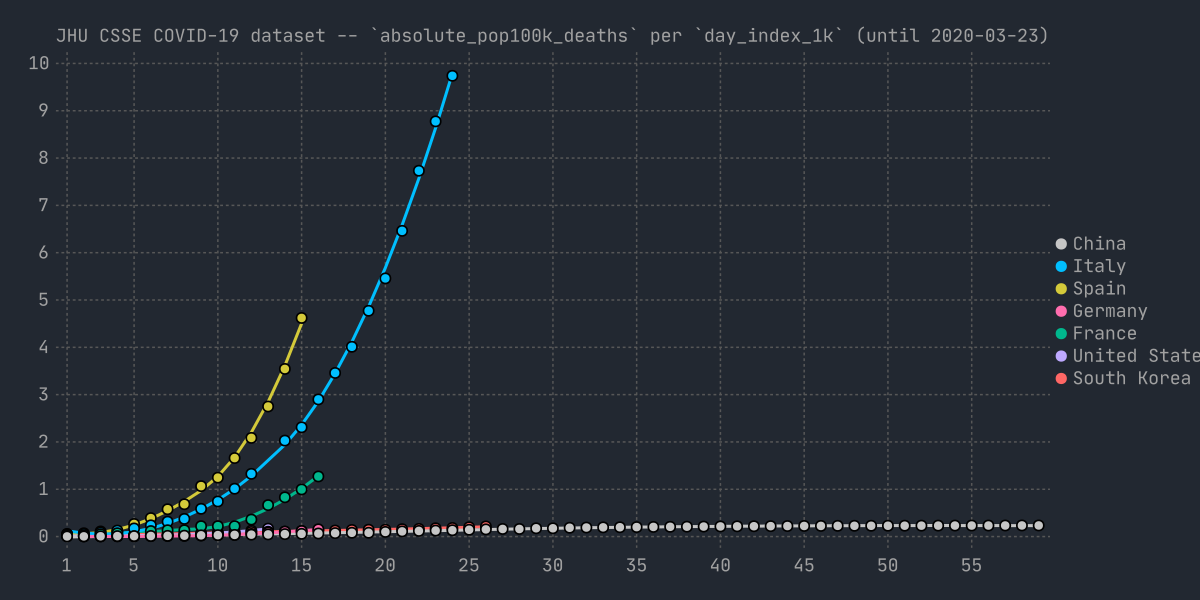 JHU CSSE COVID-19 dataset -- `absolute_pop100k_deaths` per `day_index_1k` (until 2020-03-23)
10
9
8
7
6
5
4
3
2
1
0
1 5 10 15 20 25 30 35 40 45 50 55
China
Italy
Spain
Germany
France
United State
South Korea